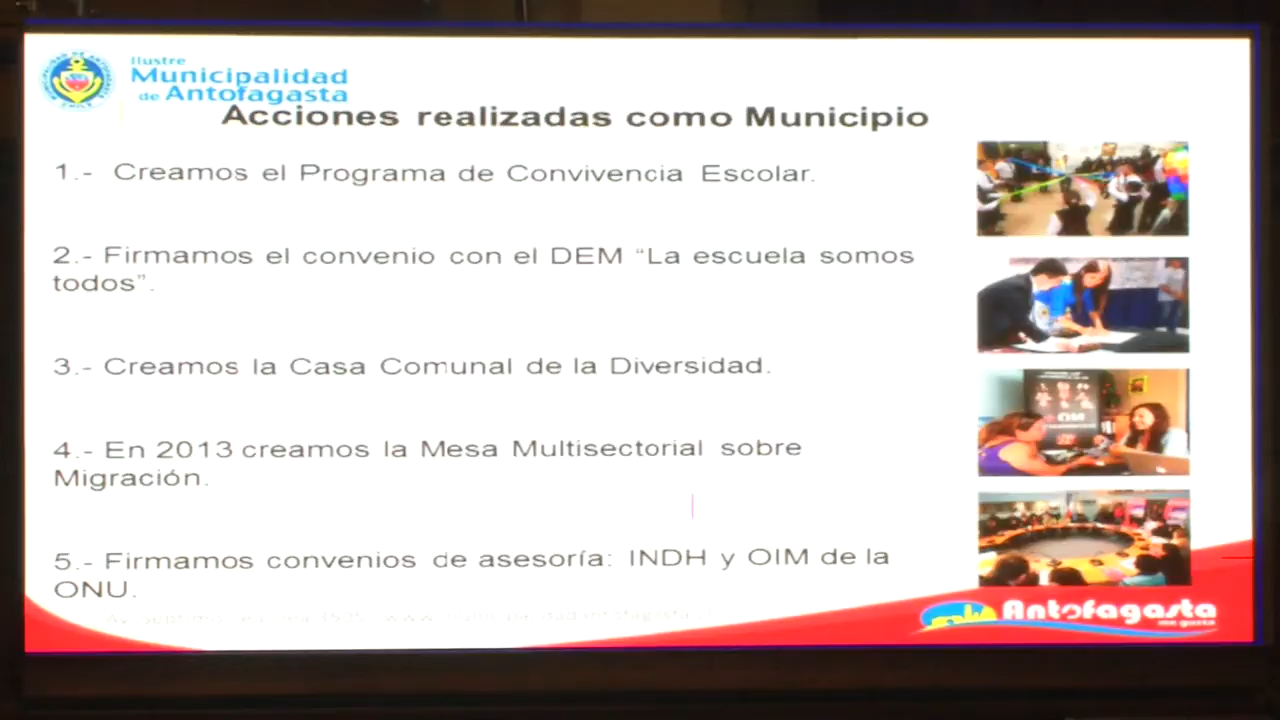 Ilustre
Municipalidad
de Antofagasta
Acciones realizadas como Municipio
1.- Creamos el Programa de Convivencia Escolar.
2.- Firmamos el convenio con el DEM “La escuela somos
todos”.
3.- Creamos la Casa Comunal de la Diversidad.
4.- En 2013 creamos la Mesa Multisectorial sobre
Migración.
5.- Firmamos convenios de asesoría: INDH y OIM de la
ONU.
Antofagasta
me gusta